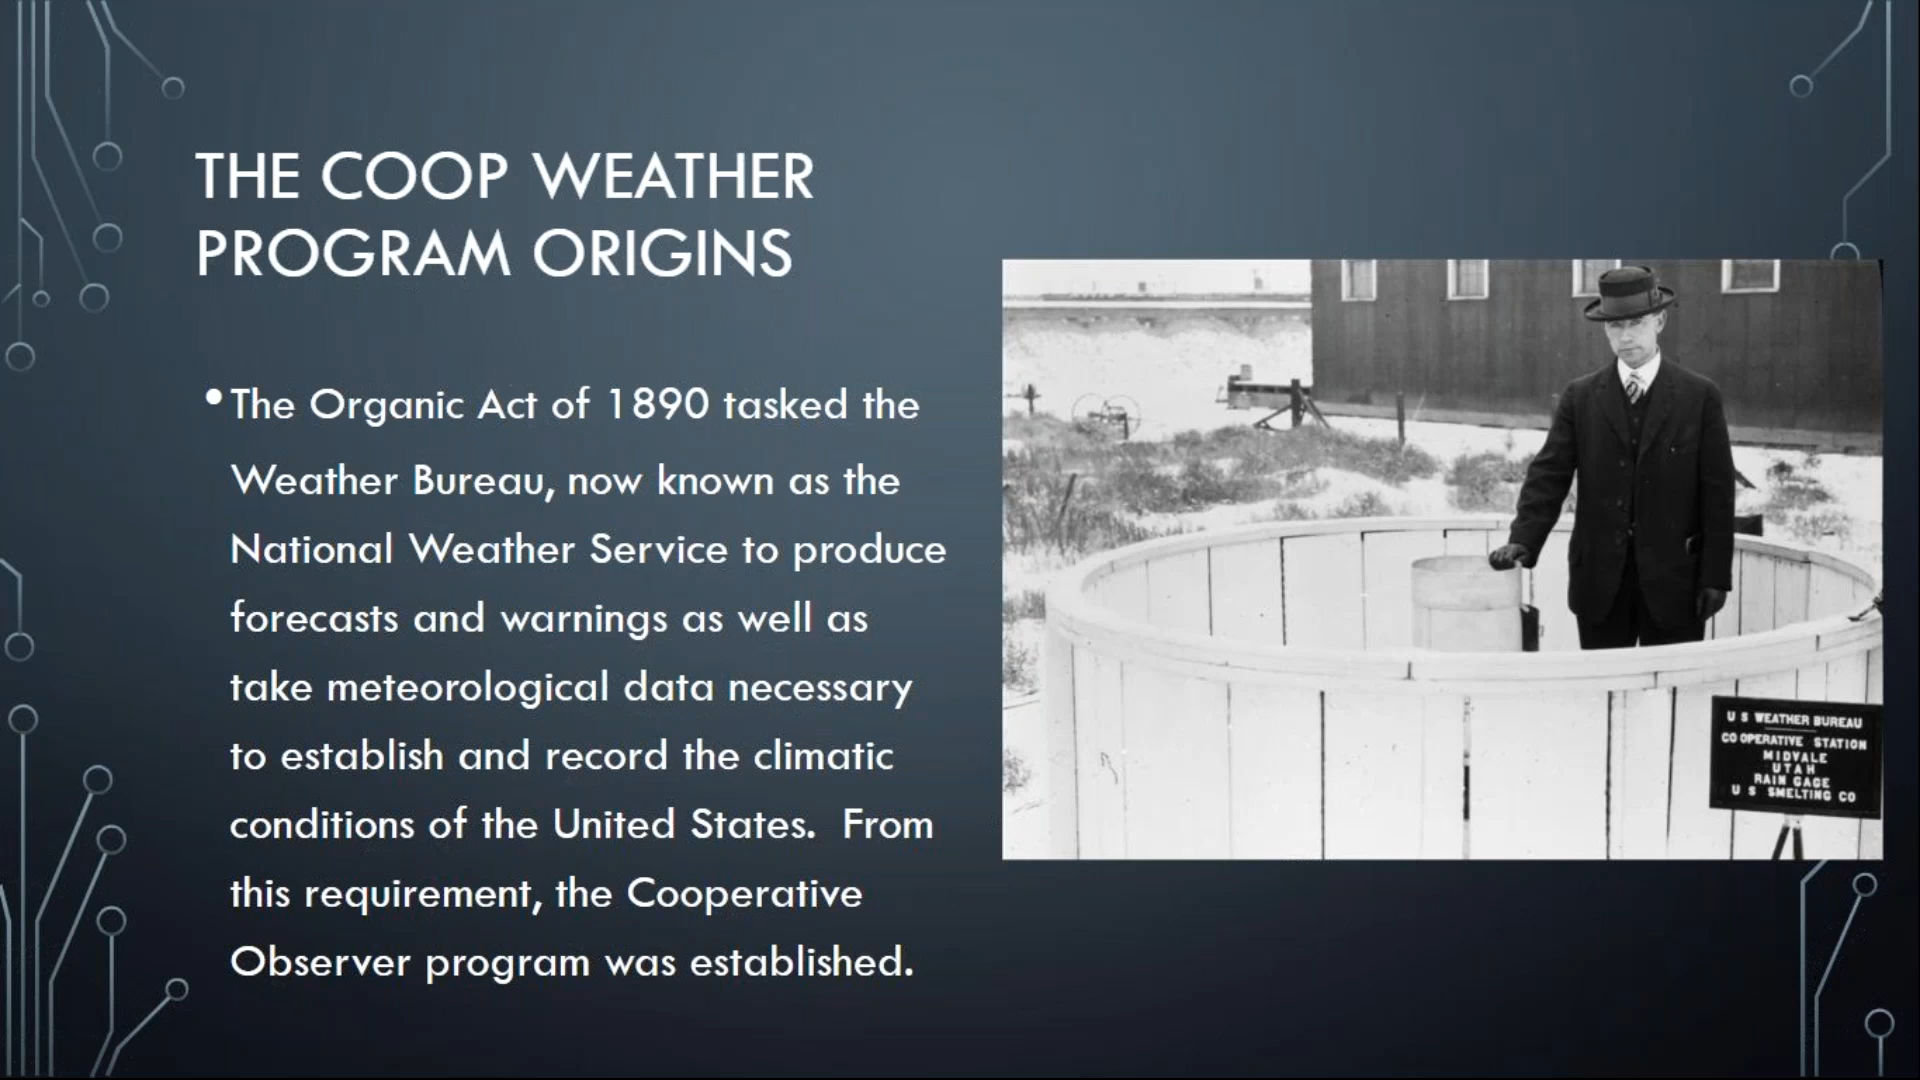 THE COOP WEATHER
PROGRAM ORIGINS
•The Organic Act of 1890 tasked the
Weather Bureau, now known as the
National Weather Service to produce
forecasts and warnings as well as
take meteorological data necessary
to establish and record the climatic
conditions of the United States.  From
this requirement, the Cooperative
Observer program was established.
U S WEATHER BUREAU
CO OPERATIVE STATION
MIDVALE
UTAH
RAIN GAGE
U S SMELTING CO